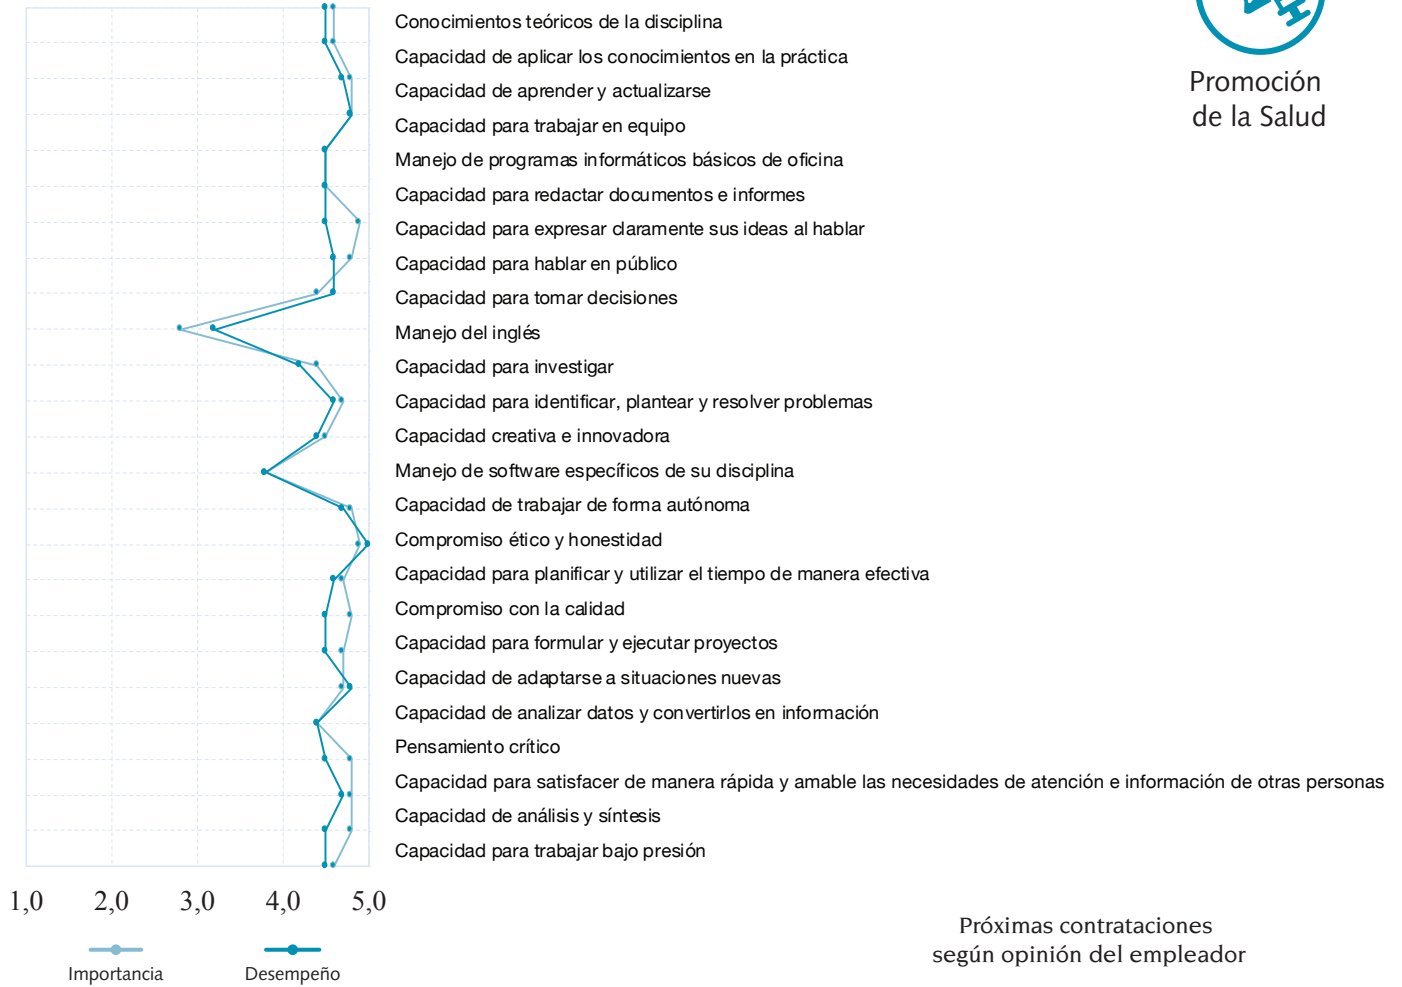 Conocimientos teóricos de la disciplina
Capacidad de aplicar los conocimientos en la práctica
Capacidad de aprender y actualizarse
Capacidad para trabajar en equipo
Manejo de programas informáticos básicos de oficina
Capacidad para redactar documentos e informes
Capacidad para expresar claramente sus ideas al hablar
Capacidad para hablar en público
Capacidad para tomar decisiones
Manejo del inglés
Capacidad para investigar
Capacidad para identificar, plantear y resolver problemas
Capacidad creativa e innovadora
Manejo de software específicos de su disciplina
Capacidad de trabajar de forma autónoma
Compromiso ético y honestidad
Capacidad para planificar y utilizar el tiempo de manera efectiva
Compromiso con la calidad
Capacidad para formular y ejecutar proyectos
Capacidad de adaptarse a situaciones nuevas
Capacidad de analizar datos y convertirlos en información
Pensamiento crítico
Capacidad para satisfacer de manera rápida y amable las necesidades de atención e información de otras personas
Capacidad de análisis y síntesis
Capacidad para trabajar bajo presión
1,0 2,0 3,0 4,0 5,0
Importancia Desempeño
Promoción
de la Salud
Próximas contrataciones
según opinión del empleador